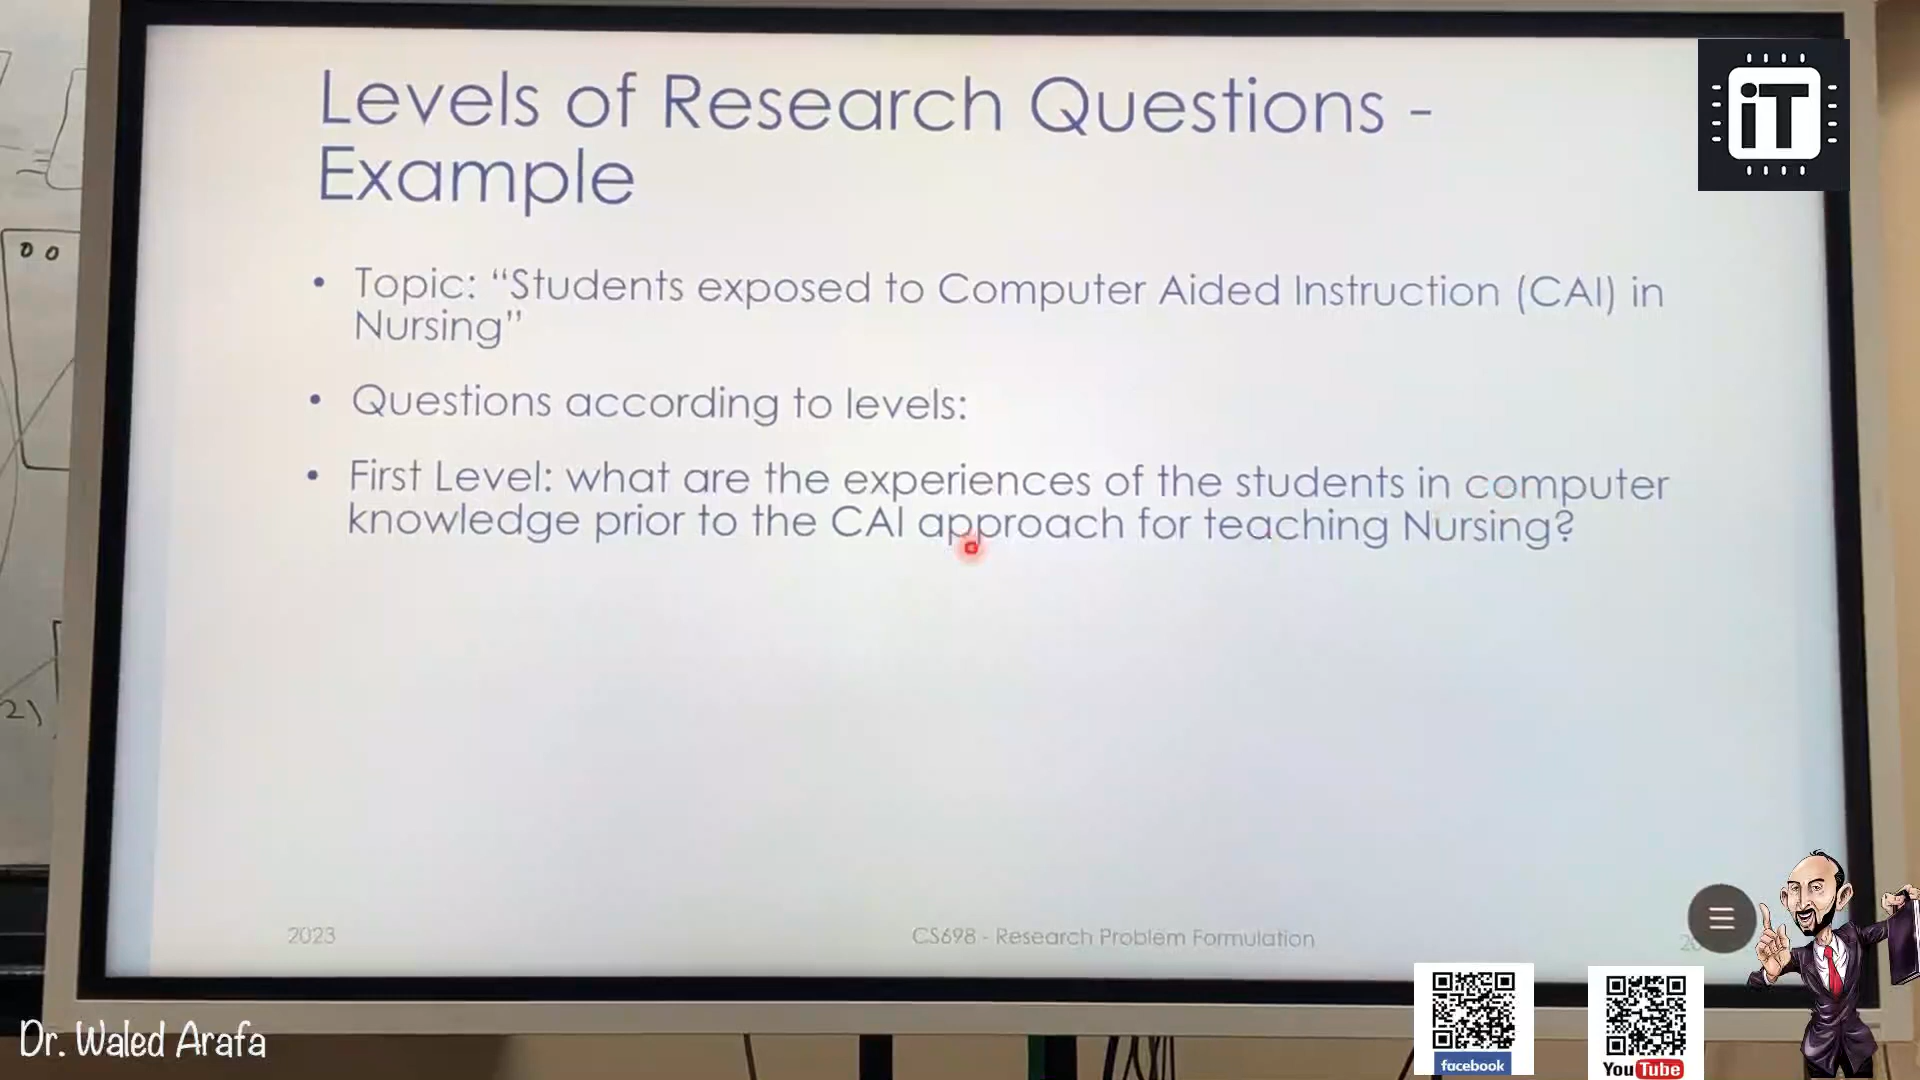 Levels of Research Questions -
Example
iT
• Topic: “Students exposed to Computer Aided Instruction (CAI) in
Nursing”
• Questions according to levels:
• First Level: what are the experiences of the students in computer
knowledge prior to the CAI approach for teaching Nursing?
2)
2023
CS698 - Research Problem Formulation
Dr. Waled Arafa
facebook
YouTube